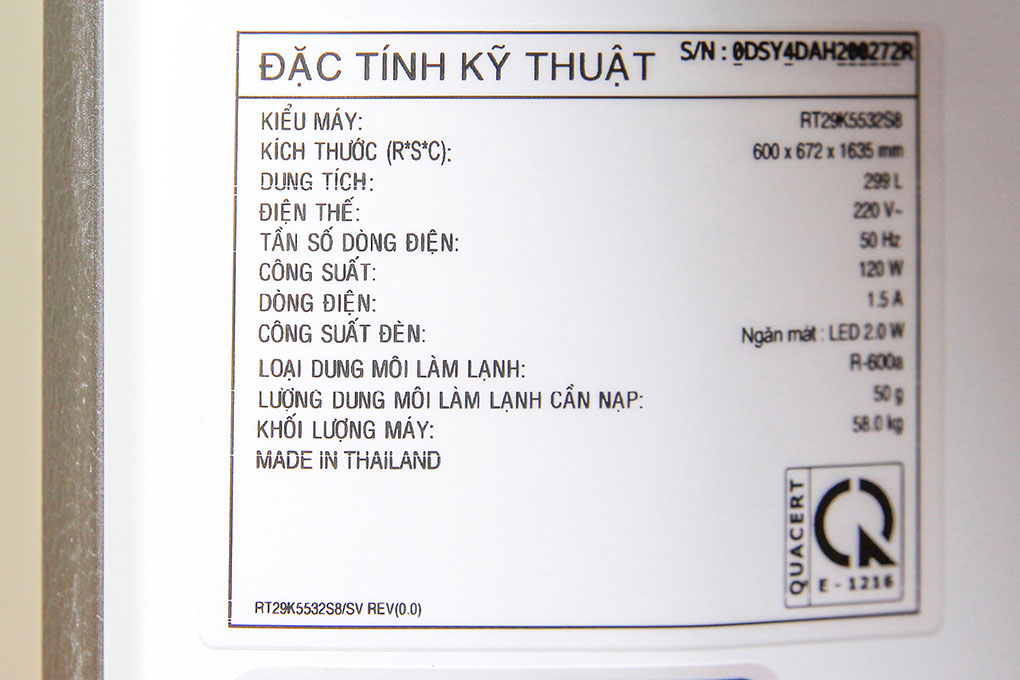 ĐẶC TÍNH KỸ THUẬT S/N : 0DSY4DAH200272R
KIỂU MÁY: RT29K5532S8
KÍCH THƯỚC (R*S*C): 600 x 672 x 1635 mm
DUNG TÍCH: 299 L
ĐIỆN THẾ: 220 V~
TẦN SỐ DÒNG ĐIỆN: 50 Hz
CÔNG SUẤT: 120 W
DÒNG ĐIỆN: 1.5 A
CÔNG SUẤT ĐÈN: Ngăn mát : LED 2.0 W
LOẠI DUNG MÔI LÀM LẠNH: R-600a
LƯỢNG DUNG MÔI LÀM LẠNH CẦN NẠP: 50 g
KHỐI LƯỢNG MÁY: 58.0 kg
MADE IN THAILAND
QUACERT
E - 1216
RT29K5532S8/SV REV(0.0)